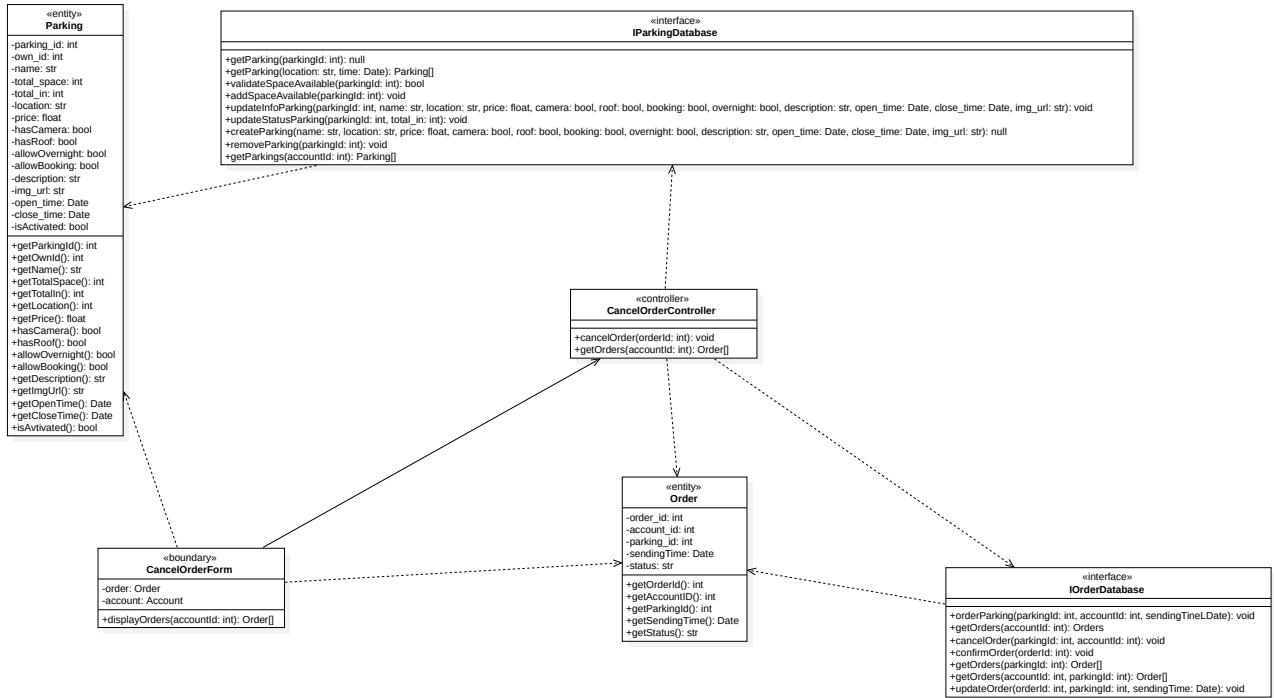 «entity»
Parking
-parking_id: int
-own_id: int
-name: str
-total_space: int
-total_in: int
-location: str
-price: float
-hasCamera: bool
-hasRoof: bool
-allowOvernight: bool
-allowBooking: bool
-description: str
-img_url: str
-open_time: Date
-close_time: Date
-isActivated: bool
+getParkingId(): int
+getOwnId(): int
+getName(): str
+getTotalSpace(): int
+getTotalIn(): int
+getLocation(): int
+getPrice(): float
+hasCamera(): bool
+hasRoof(): bool
+allowOvernight(): bool
+allowBooking(): bool
+getDescription(): str
+getImgUrl(): str
+getOpenTime(): Date
+getCloseTime(): Date
+isAvtivated(): bool
«interface»
IParkingDatabase
+getParking(parkingId: int): null
+getParking(location: str, time: Date): Parking[]
+validateSpaceAvailable(parkingId: int): bool
+addSpaceAvailable(parkingId: int): void
+updateInfoParking(parkingId: int, name: str, location: str, price: float, camera: bool, roof: bool, booking: bool, overnight: bool, description: str, open_time: Date, close_time: Date, img_url: str): void
+updateStatusParking(parkingId: int, total_in: int): void
+createParking(name: str, location: str, price: float, camera: bool, roof: bool, booking: bool, overnight: bool, description: str, open_time: Date, close_time: Date, img_url: str): null
+removeParking(parkingId: int): void
+getParkings(accountId: int): Parking[]
«controller»
CancelOrderController
+cancelOrder(orderId: int): void
+getOrders(accountId: int): Order[]
«entity»
Order
-order_id: int
-account_id: int
-parking_id: int
-sendingTime: Date
-status: str
+getOrderId(): int
+getAccountID(): int
+getParkingId(): int
+getSendingTime(): Date
+getStatus(): str
«boundary»
CancelOrderForm
-order: Order
-account: Account
+displayOrders(accountId: int): Order[]
«interface»
IOrderDatabase
+orderParking(parkingId: int, accountId: int, sendingTineLDate): void
+getOrders(accountId: int): Orders
+cancelOrder(parkingId: int, accountId: int): void
+confirmOrder(orderId: int): void
+getOrders(parkingId: int): Order[]
+getOrders(accountId: int, parkingId: int): Order[]
+updateOrder(orderId: int, parkingId: int, sendingTime: Date): void